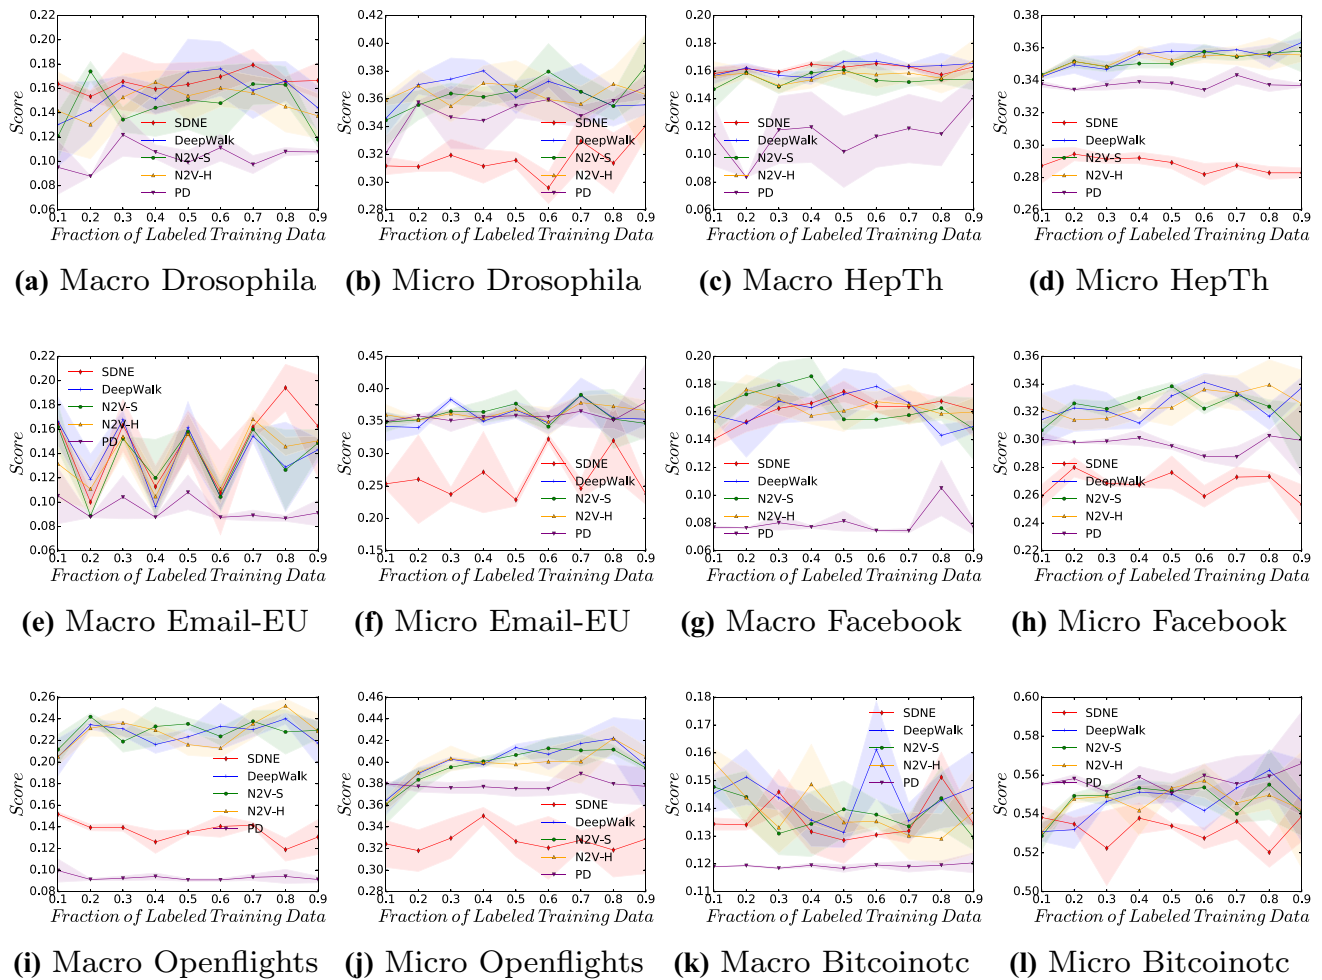 0.22
0.20
0.18
0.16
0.14
0.12
0.10
0.08
0.06
Score
SDNE
DeepWalk
N2V-S
N2V-H
PD
0.1 0.2 0.3 0.4 0.5 0.6 0.7 0.8 0.9
Fraction of Labeled Training Data
(a) Macro Drosophila
0.42
0.40
0.38
0.36
0.34
0.32
0.30
0.28
Score
SDNE
DeepWalk
N2V-S
N2V-H
PD
0.1 0.2 0.3 0.4 0.5 0.6 0.7 0.8 0.9
Fraction of Labeled Training Data
(b) Micro Drosophila
0.20
0.18
0.16
0.14
0.12
0.10
0.08
0.06
Score
SDNE
DeepWalk
N2V-S
N2V-H
PD
0.1 0.2 0.3 0.4 0.5 0.6 0.7 0.8 0.9
Fraction of Labeled Training Data
(c) Macro HepTh
0.38
0.36
0.34
0.32
0.30
0.28
0.26
Score
SDNE
DeepWalk
N2V-S
N2V-H
PD
0.1 0.2 0.3 0.4 0.5 0.6 0.7 0.8 0.9
Fraction of Labeled Training Data
(d) Micro HepTh
0.22
0.20
0.18
0.16
0.14
0.12
0.10
0.08
0.06
Score
SDNE
DeepWalk
N2V-S
N2V-H
PD
0.1 0.2 0.3 0.4 0.5 0.6 0.7 0.8 0.9
Fraction of Labeled Training Data
(e) Macro Email-EU
0.45
0.40
0.35
0.30
0.25
0.20
0.15
Score
SDNE
DeepWalk
N2V-S
N2V-H
PD
0.1 0.2 0.3 0.4 0.5 0.6 0.7 0.8 0.9
Fraction of Labeled Training Data
(f) Micro Email-EU
0.20
0.18
0.16
0.14
0.12
0.10
0.08
0.06
Score
SDNE
DeepWalk
N2V-S
N2V-H
PD
0.1 0.2 0.3 0.4 0.5 0.6 0.7 0.8 0.9
Fraction of Labeled Training Data
(g) Macro Facebook
0.36
0.34
0.32
0.30
0.28
0.26
0.24
0.22
Score
SDNE
DeepWalk
N2V-S
N2V-H
PD
0.1 0.2 0.3 0.4 0.5 0.6 0.7 0.8 0.9
Fraction of Labeled Training Data
(h) Micro Facebook
0.26
0.24
0.22
0.20
0.18
0.16
0.14
0.12
0.10
0.08
Score
SDNE
DeepWalk
N2V-S
N2V-H
PD
0.1 0.2 0.3 0.4 0.5 0.6 0.7 0.8 0.9
Fraction of Labeled Training Data
(i) Macro Openflights
0.46
0.44
0.42
0.40
0.38
0.36
0.34
0.32
0.30
0.28
Score
SDNE
DeepWalk
N2V-S
N2V-H
PD
0.1 0.2 0.3 0.4 0.5 0.6 0.7 0.8 0.9
Fraction of Labeled Training Data
(j) Micro Openflights
0.18
0.17
0.16
0.15
0.14
0.13
0.12
0.11
Score
SDNE
DeepWalk
N2V-S
N2V-H
PD
0.1 0.2 0.3 0.4 0.5 0.6 0.7 0.8 0.9
Fraction of Labeled Training Data
(k) Macro Bitcoinotc
0.60
0.58
0.56
0.54
0.52
0.50
Score
SDNE
DeepWalk
N2V-S
N2V-H
PD
0.1 0.2 0.3 0.4 0.5 0.6 0.7 0.8 0.9
Fraction of Labeled Training Data
(l) Micro Bitcoinotc